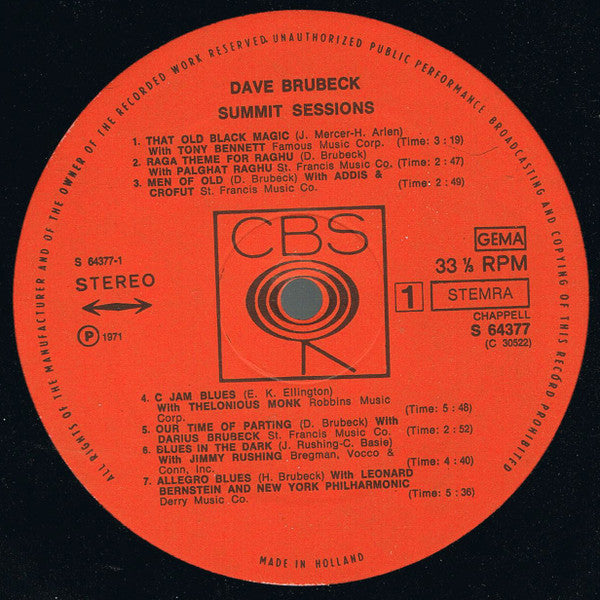 ALL RIGHTS OF THE MANUFACTURER AND OF THE OWNER OF THE RECORDED WORK RESERVED. UNAUTHORIZED PUBLIC PERFORMANCE BROADCASTING AND COPYING OF THIS RECORD PROHIBITED
DAVE BRUBECK
SUMMIT SESSIONS
1. THAT OLD BLACK MAGIC (J. Mercer-H. Arlen)
With TONY BENNETT Famous Music Corp. (Time: 3 : 19)
2. RAGA THEME FOR RAGHU (D. Brubeck)
With PALGHAT RAGHU St. Francis Music Co. (Time: 2 : 47)
3. MEN OF OLD (D. Brubeck) With ADDIS & (Time: 2 : 49)
CROFUT St. Francis Music Co.
CBS
S 64377-1
STEREO
P 1971
GEMA
33 ⅓ RPM
1 STEMRA
CHAPPELL
S 64377
(C 30522)
4. C JAM BLUES (E. K. Ellington)
With THELONIOUS MONK Robbins Music
Corp. (Time: 5 : 48)
5. OUR TIME OF PARTING (D. Brubeck) With
DARIUS BRUBECK St. Francis Music Co. (Time: 2 : 52)
6. BLUES IN THE DARK (J. Rushing-C. Basie)
With JIMMY RUSHING Bregman, Vocco &
Conn, Inc. (Time: 4 : 40)
7. ALLEGRO BLUES (H. Brubeck) With LEONARD
BERNSTEIN AND NEW YORK PHILHARMONIC
Derry Music Co. (Time: 5 : 36)
MADE IN HOLLAND